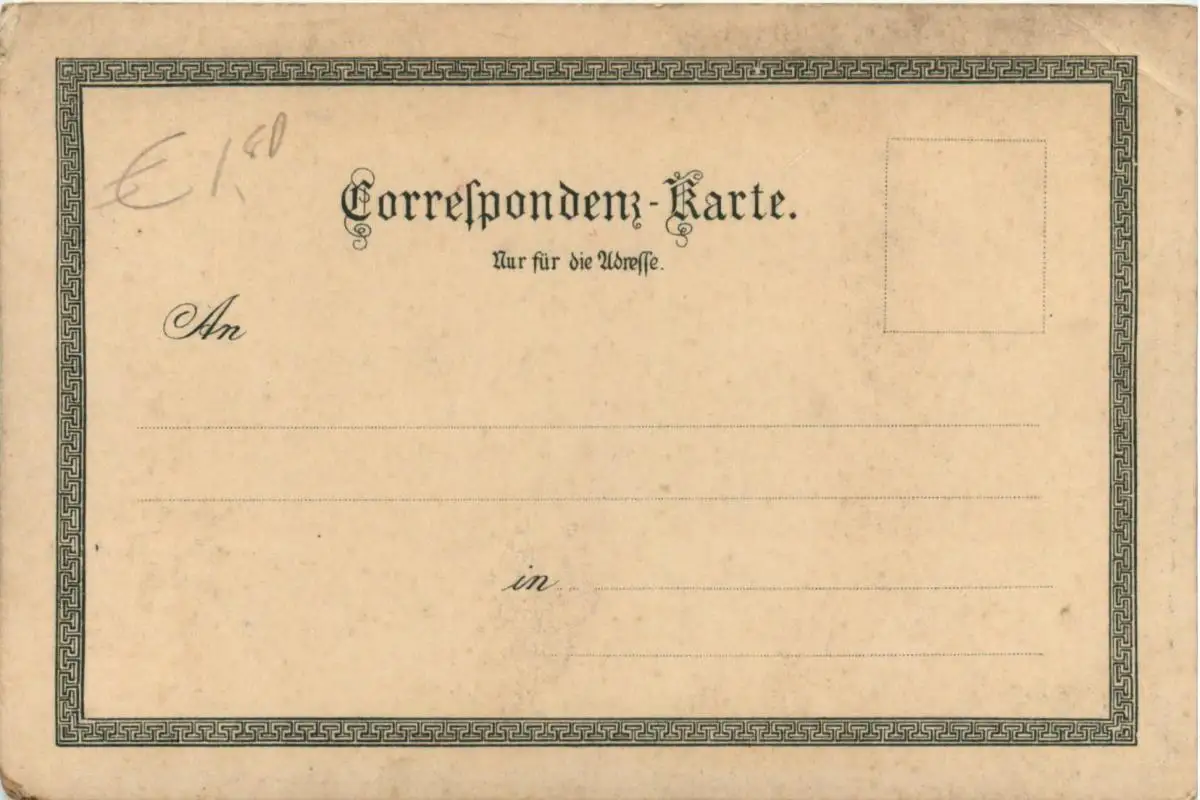 € 1.80
Correſpondenz-Karte.
Nur für die Adreſſe.
An
in